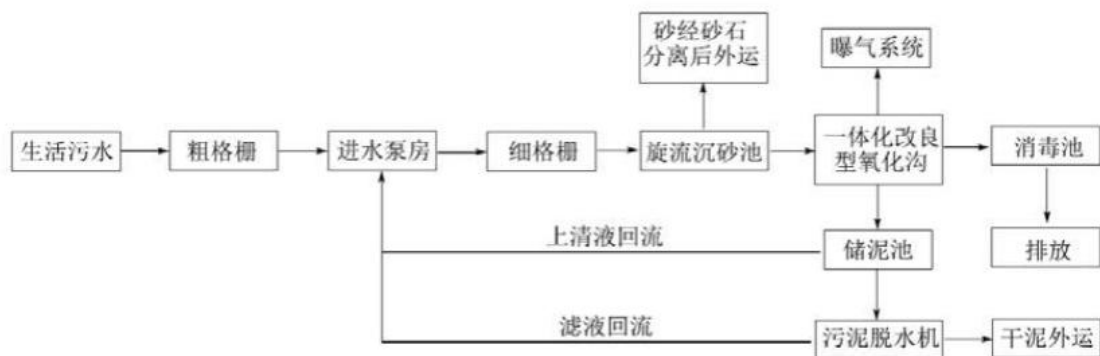 砂经砂石
分离后外运
曝气系统
生活污水
粗格栅
进水泵房
细格栅
旋流沉砂池
一体化改良
型氧化沟
消毒池
上清液回流
储泥池
排放
滤液回流
污泥脱水机
干泥外运